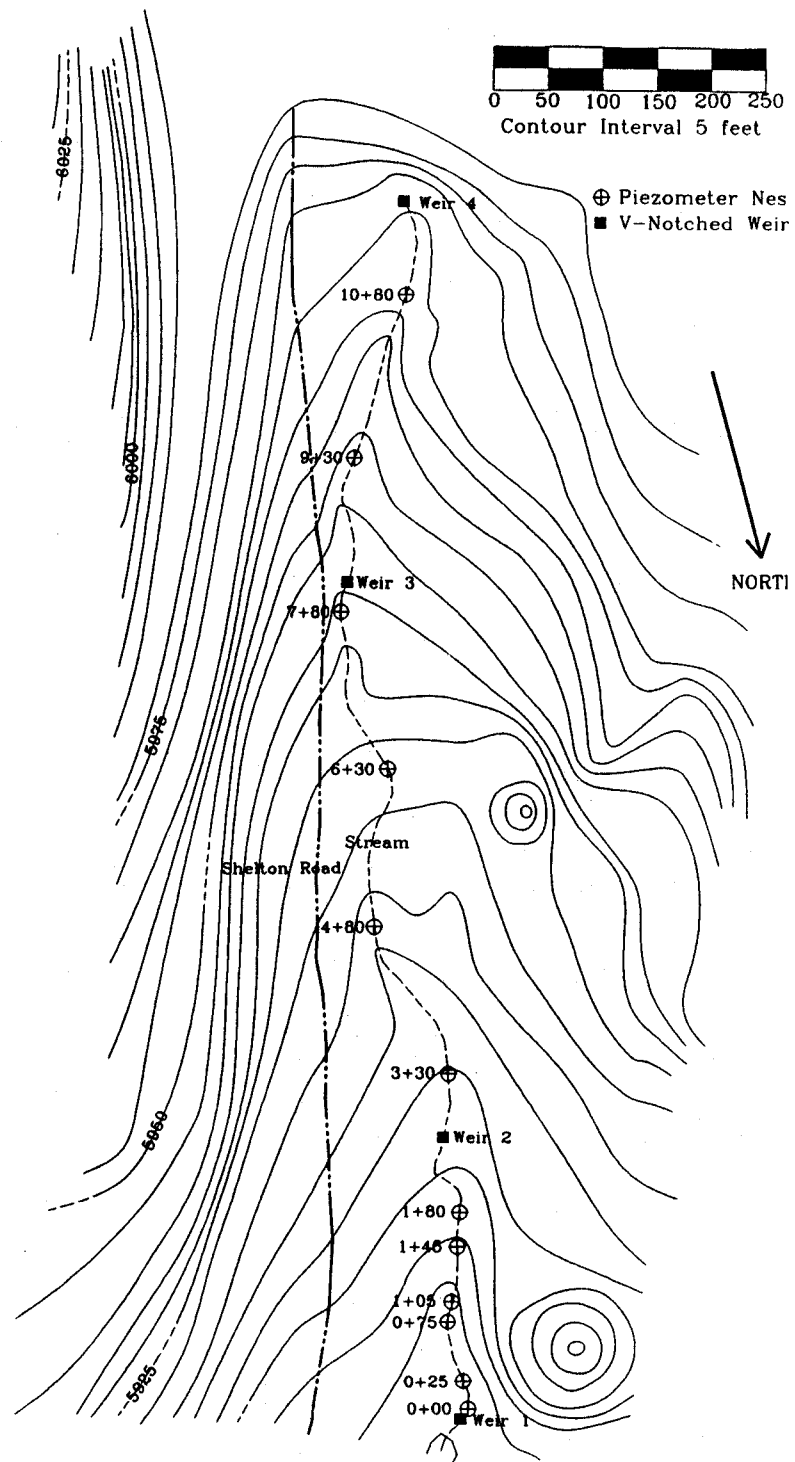 0 50 100 150 200 250
Contour Interval 5 feet
⊕ Piezometer Nes
■ V-Notched Weir
6025
Weir 4
10+80
6000
9+30
NORTI
Weir 3
7+80
5975
6+30
Stream
Shelton Road
4+80
3+30
5950
Weir 2
1+80
1+45
1+05
0+75
5925
0+25
0+00
Weir 1